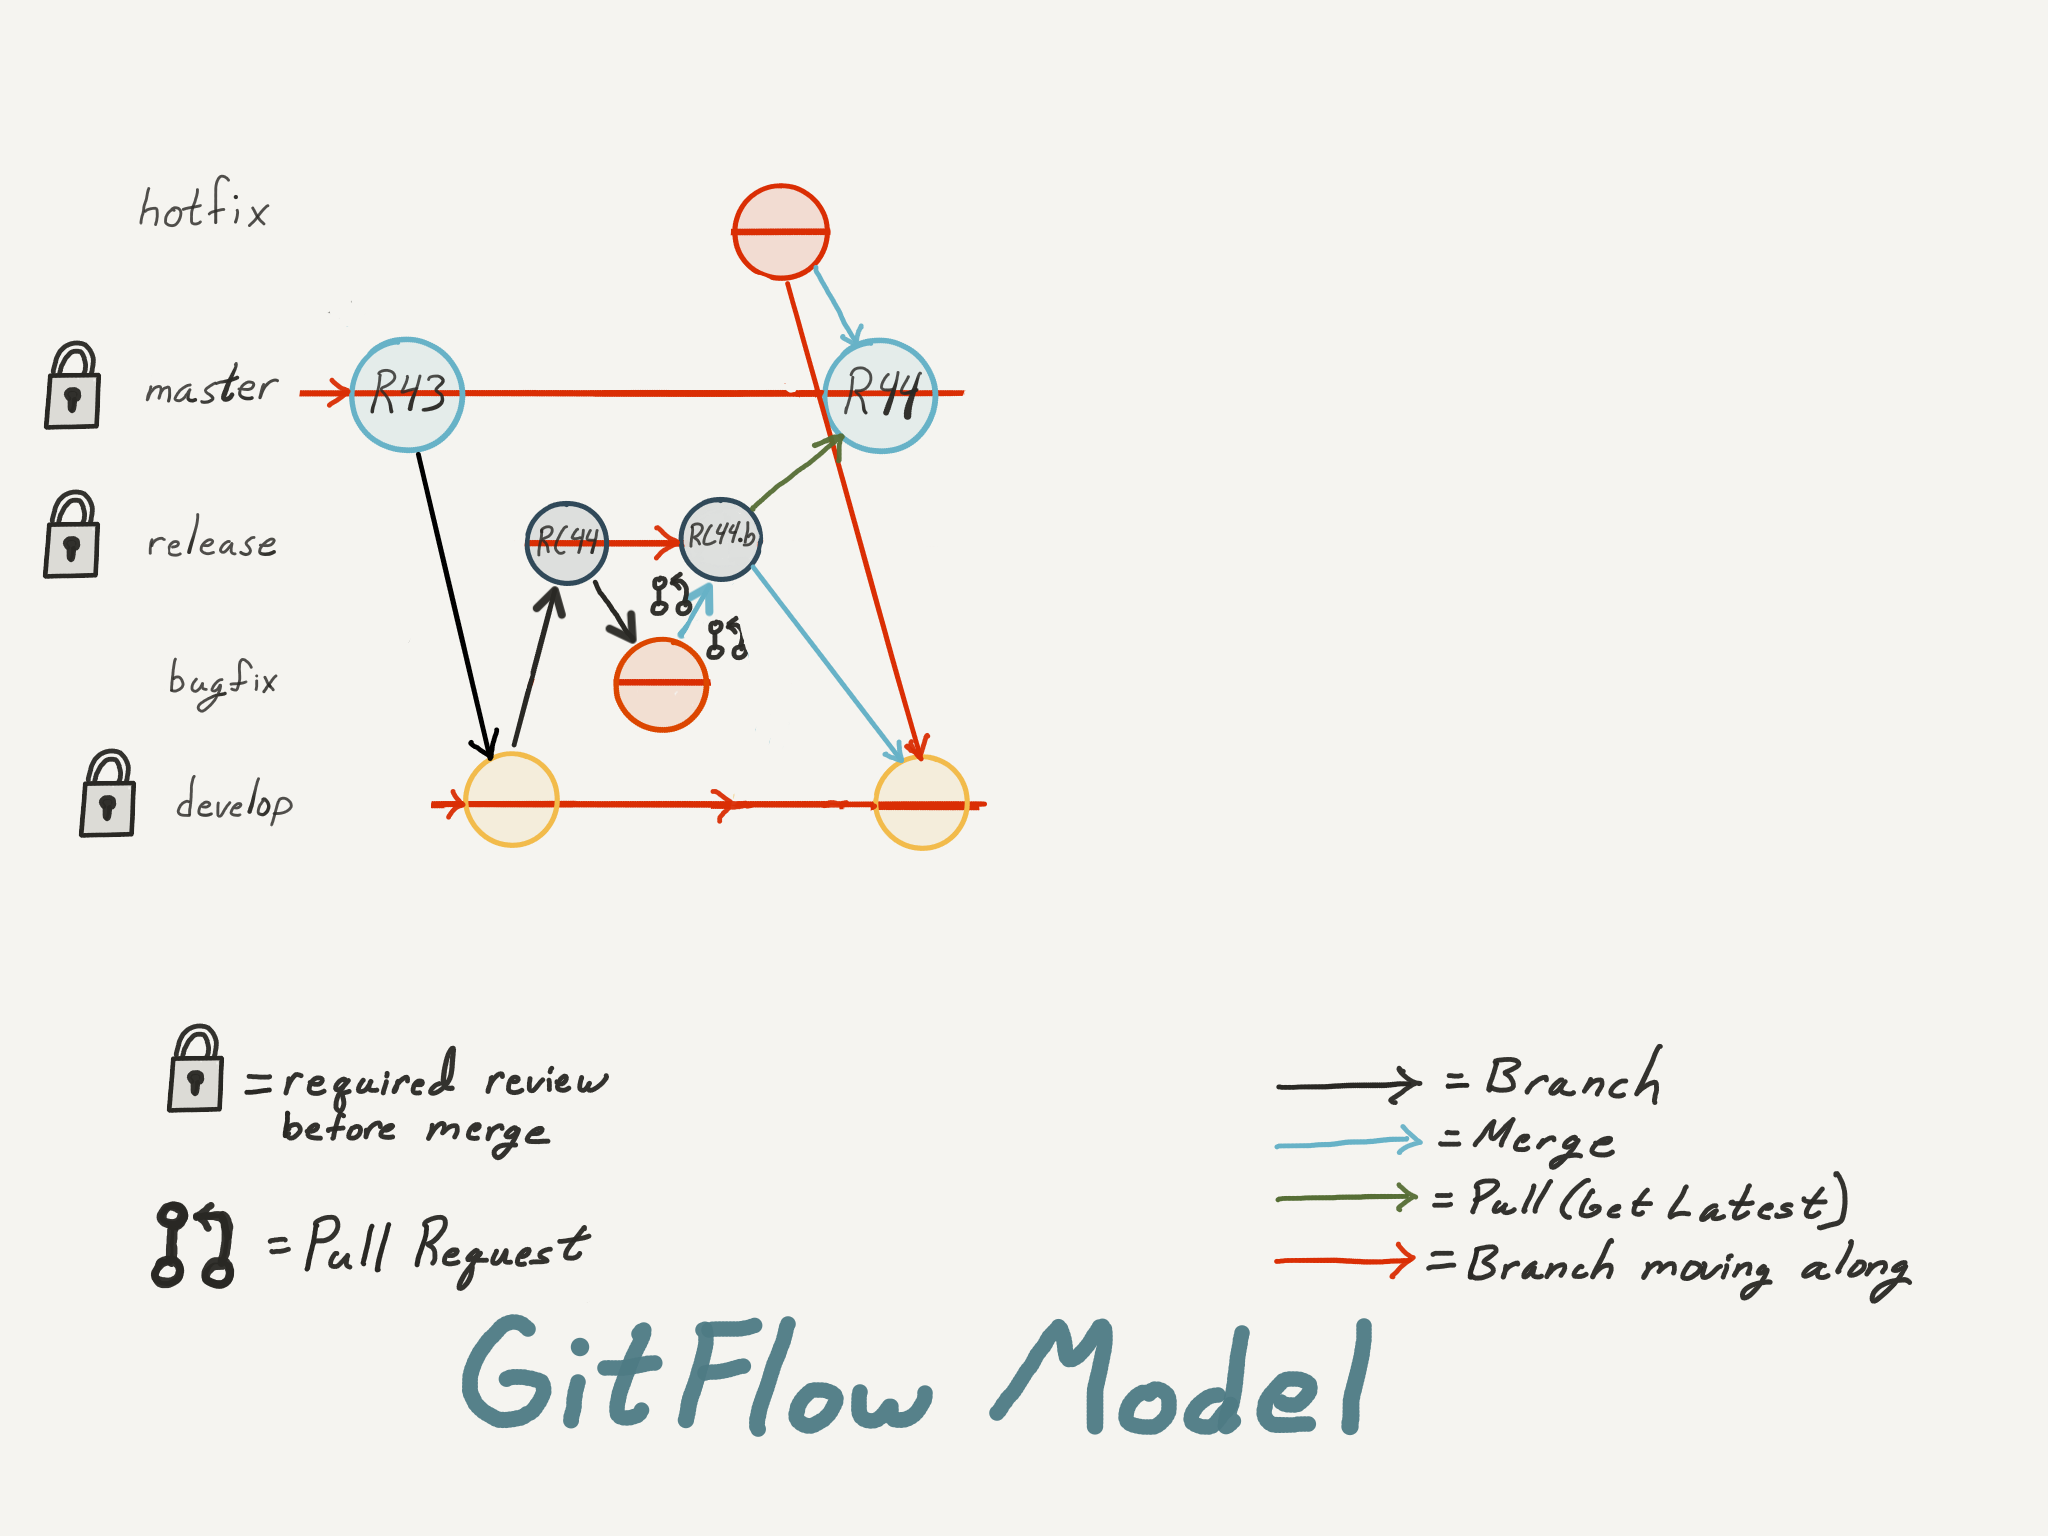 hotfix
master
R43
R44
release
RC44
RC44.b
bugfix
develop
= required review
before merge
= Pull Request
= Branch
= Merge
= Pull (Get Latest)
= Branch moving along
GitFlow Model